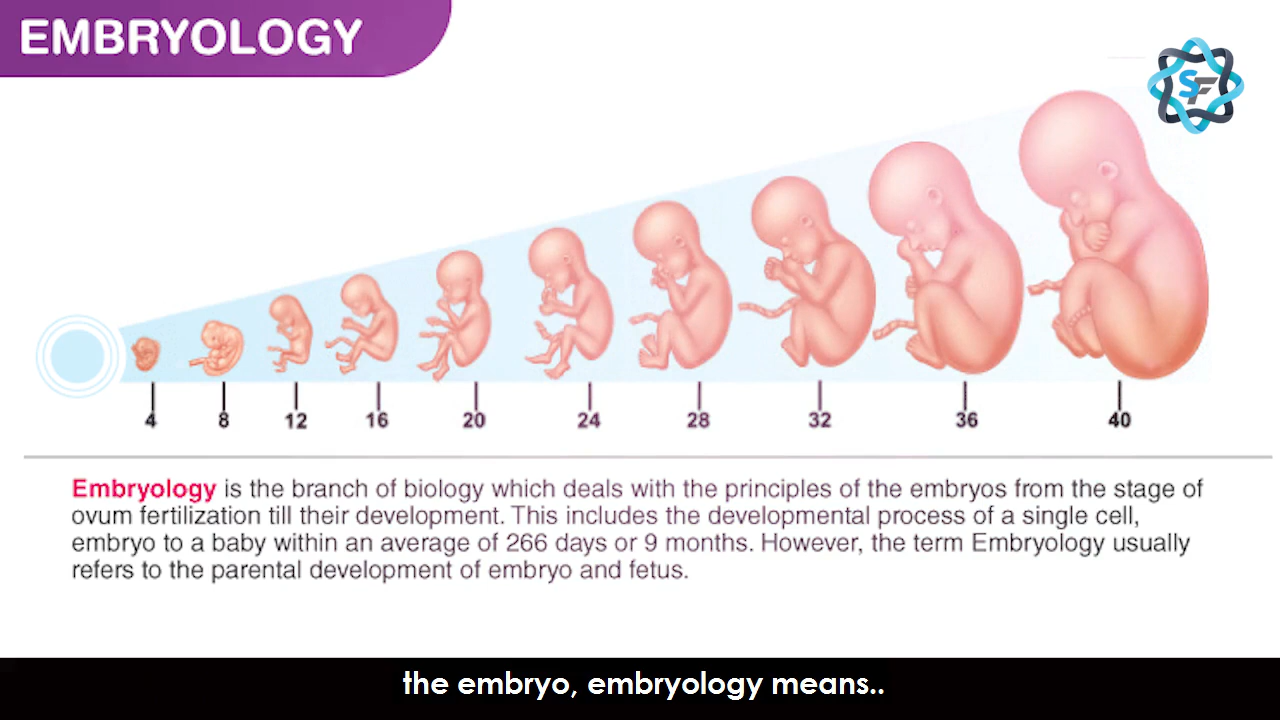 EMBRYOLOGY
SF
4 8 12 16 20 24 28 32 36 40
Embryology is the branch of biology which deals with the principles of the embryos from the stage of
ovum fertilization till their development. This includes the developmental process of a single cell,
embryo to a baby within an average of 266 days or 9 months. However, the term Embryology usually
refers to the parental development of embryo and fetus.
the embryo, embryology means..